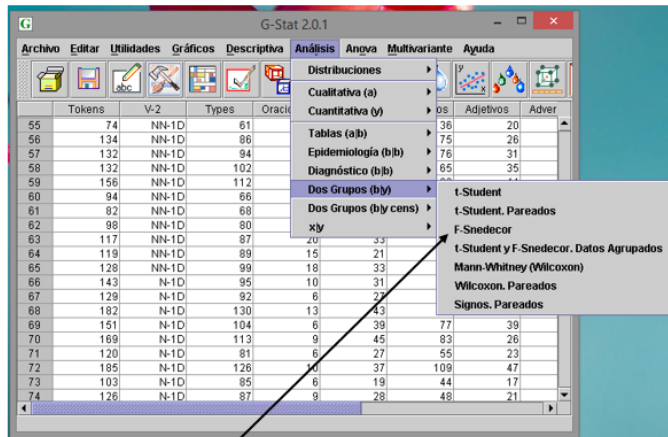 G-Stat 2.0.1
Archivo Editar Utilidades Gráficos Descriptiva Análisis Anova Multivariante Ayuda
abc
Distribuciones
Cualitativa (a)
Cuantitativa (y)
Tablas (a|b)
Epidemiología (b|b)
Diagnóstico (b|b)
Dos Grupos (b|y)
Dos Grupos (b|y cens)
x|y
t-Student
t-Student. Pareados
F-Snedecor
t-Student y F-Snedecor. Datos Agrupados
Mann-Whitney (Wilcoxon)
Wilcoxon. Pareados
Signos. Pareados
Tokens V-2 Types Oracio os Adjetivos Adver
55 74 NN-1D 61 36 20
56 134 NN-1D 86 75 26
57 132 NN-1D 94 76 31
58 132 NN-1D 102 65 35
59 156 NN-1D 112
60 94 NN-1D 66
61 82 NN-1D 68
62 98 NN-1D 80
63 117 NN-1D 87 20 33
64 119 NN-1D 89 15 21
65 128 NN-1D 99 18 33
66 143 N-1D 95 10 31
67 129 N-1D 92 6 27
68 182 N-1D 130 13 43
69 151 N-1D 104 6 39 77 39
70 169 N-1D 113 9 45 83 26
71 120 N-1D 81 6 27 55 23
72 185 N-1D 126 10 37 109 47
73 103 N-1D 85 6 19 44 17
74 126 N-1D 87 9 28 48 21